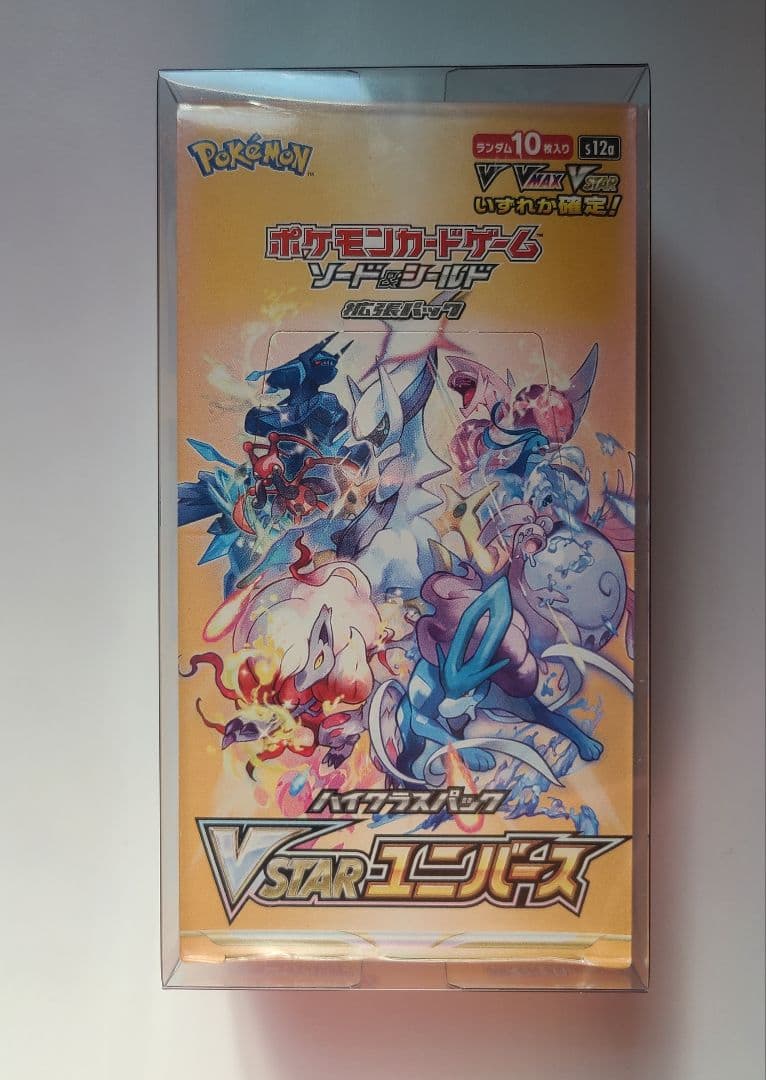 POKÉMON™
ランダム10枚入り s12a
V VMAX VSTAR
いずれか確定!
ポケモンカードゲーム™
ソード&シールド
拡張パック
ハイクラスパック
VSTARユニバース